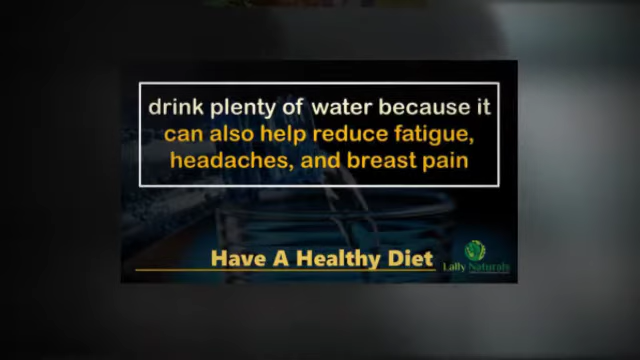 drink plenty of water because it
can also help reduce fatigue,
headaches, and breast pain
Have A Healthy Diet
Lally Naturals